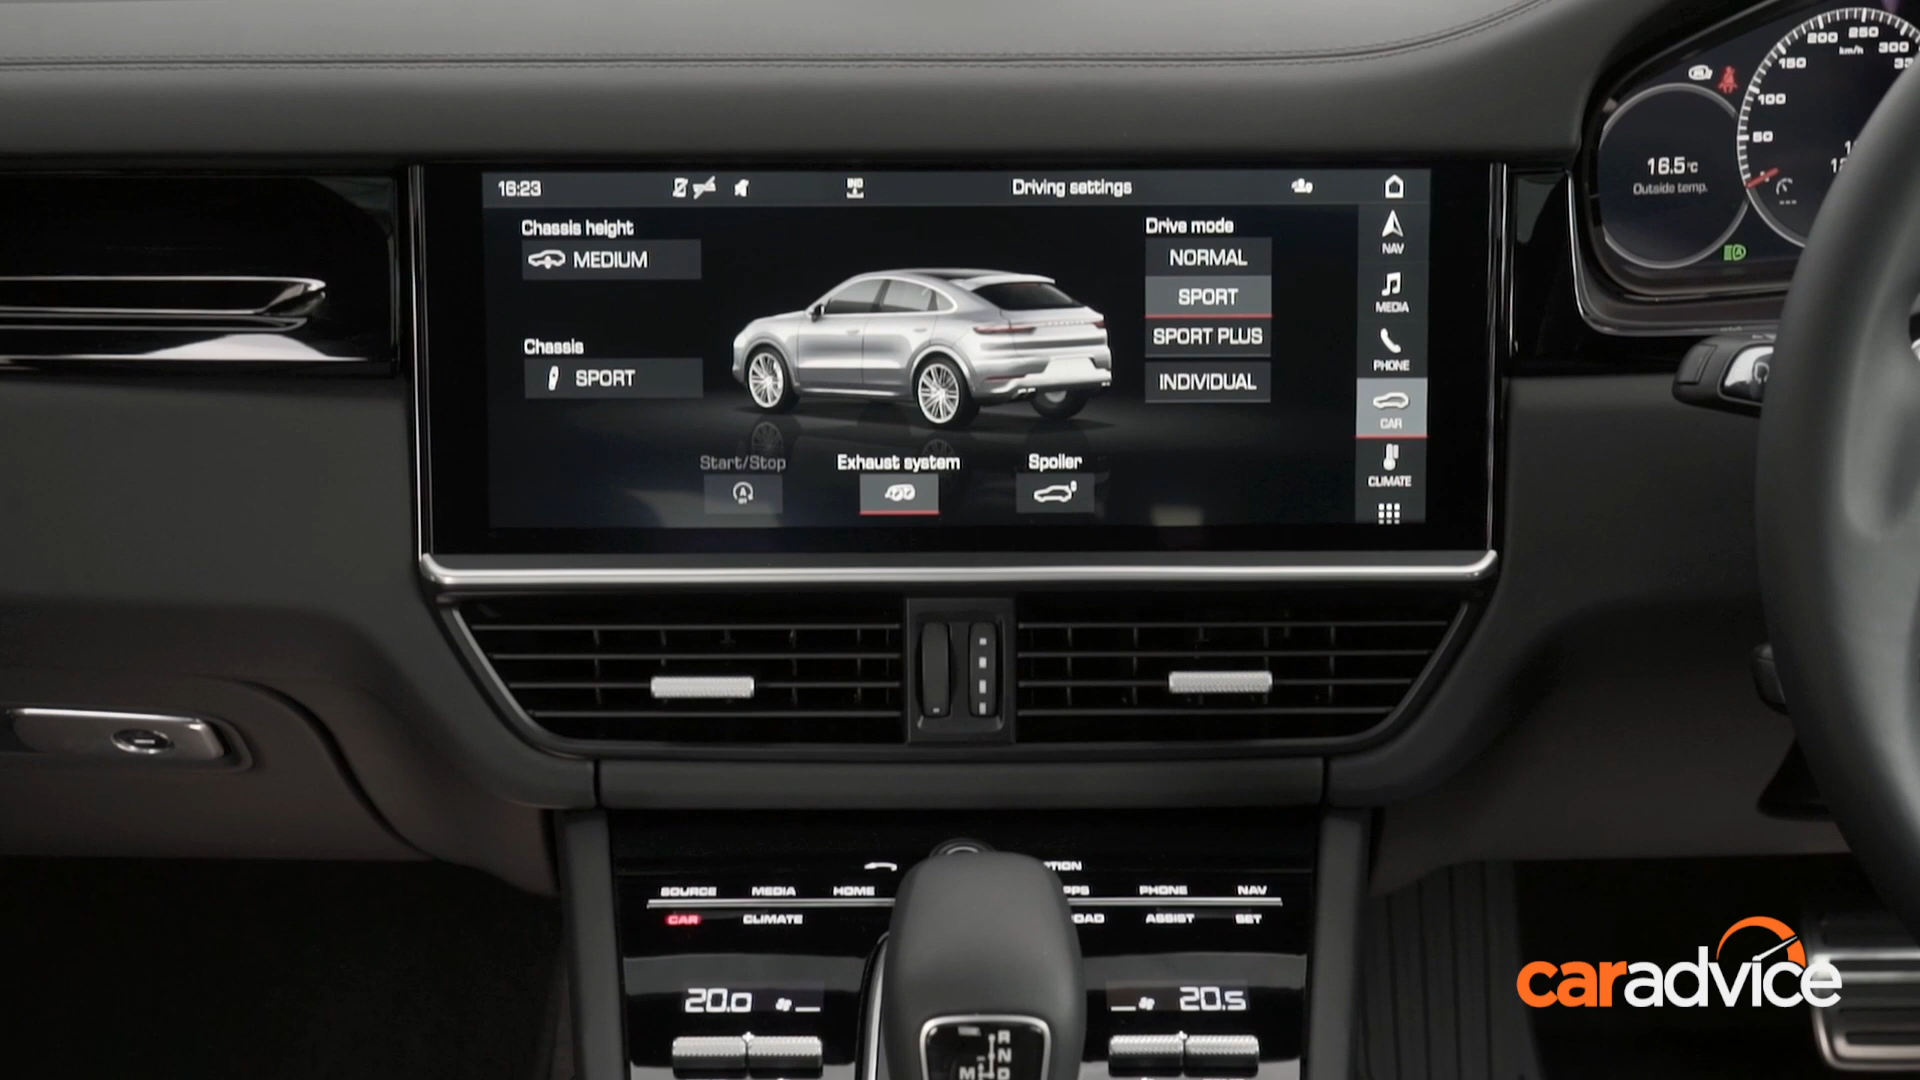 16:23
Driving settings
Chassis height
MEDIUM
Chassis
SPORT
Drive mode
NORMAL
SPORT
SPORT PLUS
INDIVIDUAL
Start/Stop
Exhaust system
Spoiler
NAV
MEDIA
PHONE
CAR
CLIMATE
50
100
150
200
250
300
km/h
16.5°C
Outside temp.
SOURCE MEDIA HOME PHONE NAV
CAR CLIMATE ASSIST SET
20.0
20.5
R
N
D
M
caradvice